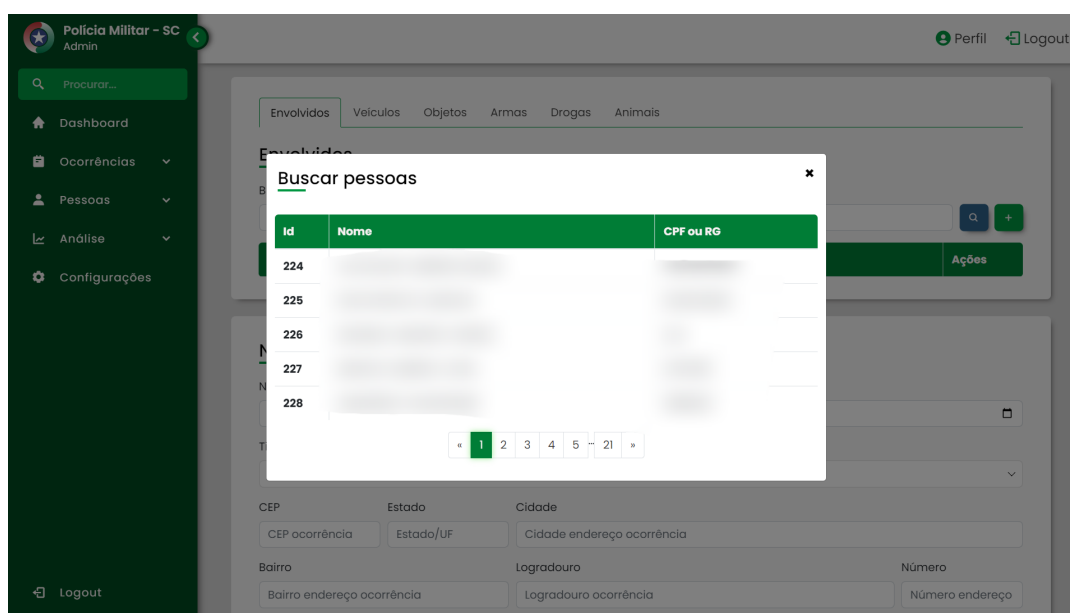 Polícia Militar - SC
Admin
Perfil
Logout
Procurar...
Dashboard
Ocorrências
Pessoas
Análise
Configurações
Logout
Envolvidos Veículos Objetos Armas Drogas Animais
Envolvidos
Ações
Buscar pessoas
Id Nome CPF ou RG
224
225
226
227
228
« 1 2 3 4 5 ... 21 »
CEP Estado Cidade
CEP ocorrência Estado/UF Cidade endereço ocorrência
Bairro Logradouro Número
Bairro endereço ocorrência Logradouro ocorrência Número endereço